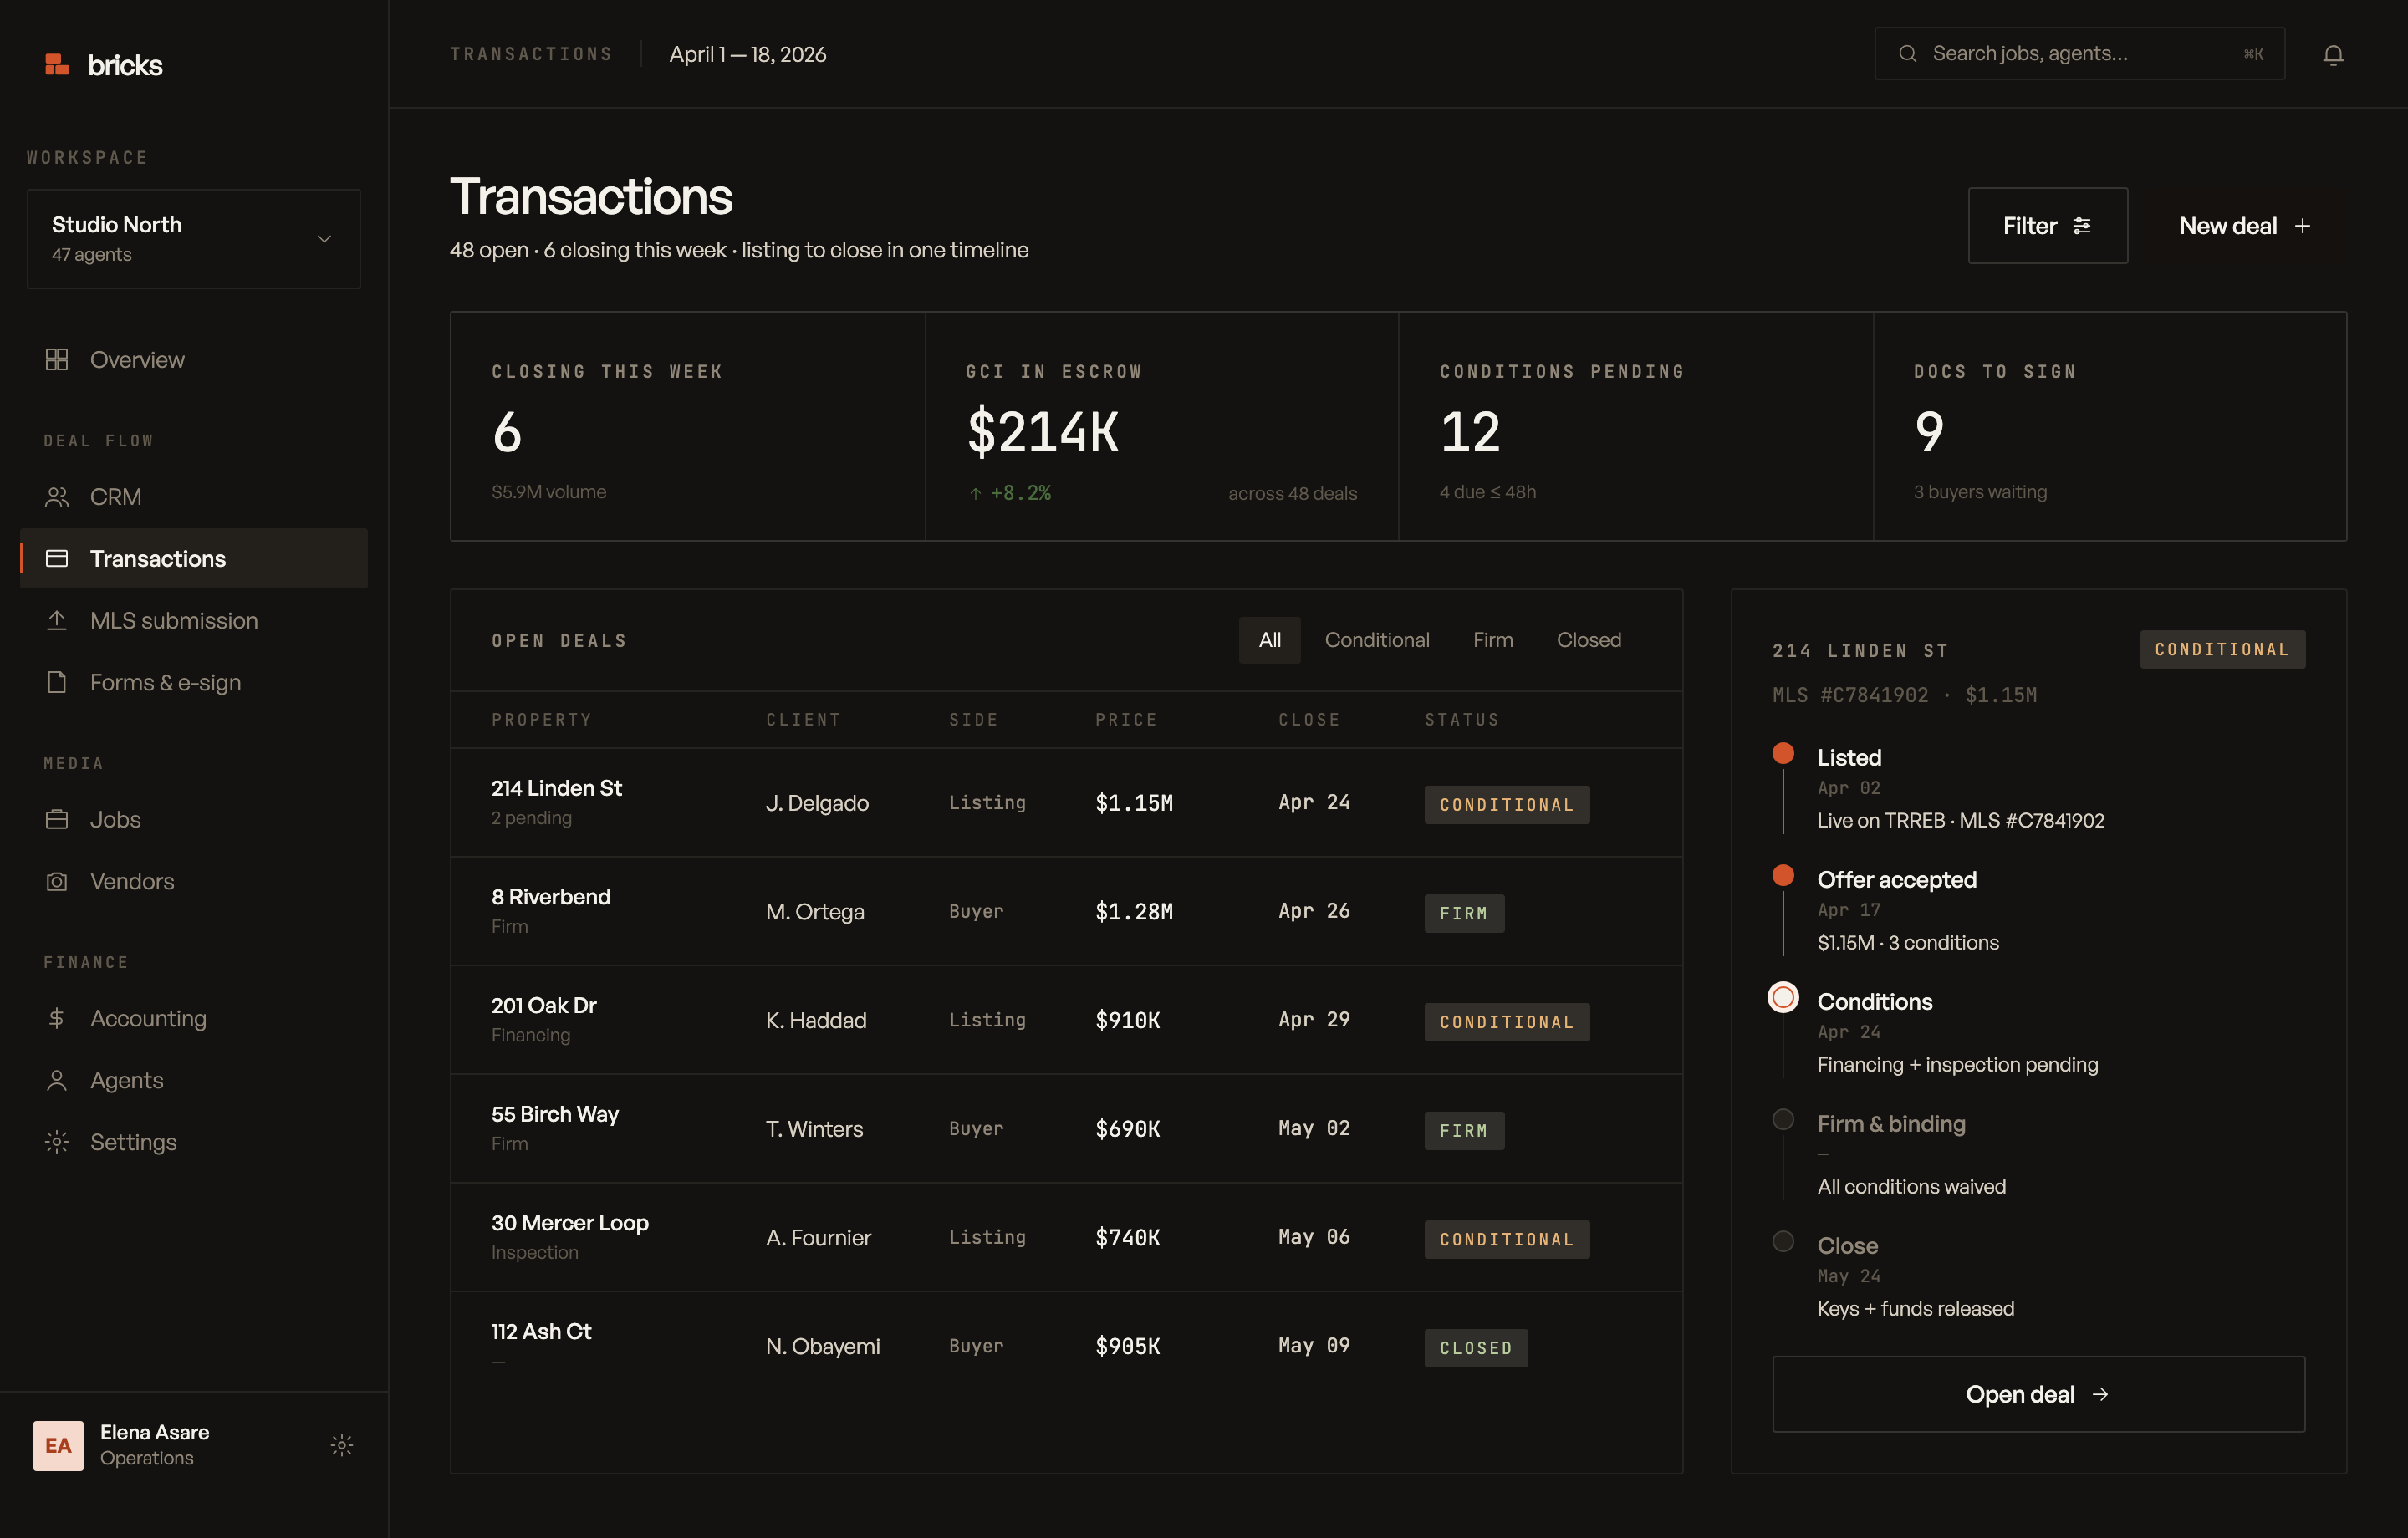 bricks
WORKSPACE
Studio North
47 agents
Overview
DEAL FLOW
CRM
Transactions
MLS submission
Forms & e-sign
MEDIA
Jobs
Vendors
FINANCE
Accounting
Agents
Settings
EA
Elena Asare
Operations
TRANSACTIONS April 1 — 18, 2026
Search jobs, agents... ⌘K
Transactions
48 open · 6 closing this week · listing to close in one timeline
Filter
New deal +
CLOSING THIS WEEK
6
$5.9M volume
GCI IN ESCROW
$214K
↑ +8.2% across 48 deals
CONDITIONS PENDING
12
4 due ≤ 48h
DOCS TO SIGN
9
3 buyers waiting
OPEN DEALS All Conditional Firm Closed
PROPERTY CLIENT SIDE PRICE CLOSE STATUS
214 Linden St
2 pending
J. Delgado Listing $1.15M Apr 24 CONDITIONAL
8 Riverbend
Firm
M. Ortega Buyer $1.28M Apr 26 FIRM
201 Oak Dr
Financing
K. Haddad Listing $910K Apr 29 CONDITIONAL
55 Birch Way
Firm
T. Winters Buyer $690K May 02 FIRM
30 Mercer Loop
Inspection
A. Fournier Listing $740K May 06 CONDITIONAL
112 Ash Ct
—
N. Obayemi Buyer $905K May 09 CLOSED
214 LINDEN ST CONDITIONAL
MLS #C7841902 · $1.15M
Listed
Apr 02
Live on TRREB · MLS #C7841902
Offer accepted
Apr 17
$1.15M · 3 conditions
Conditions
Apr 24
Financing + inspection pending
Firm & binding
—
All conditions waived
Close
May 24
Keys + funds released
Open deal →